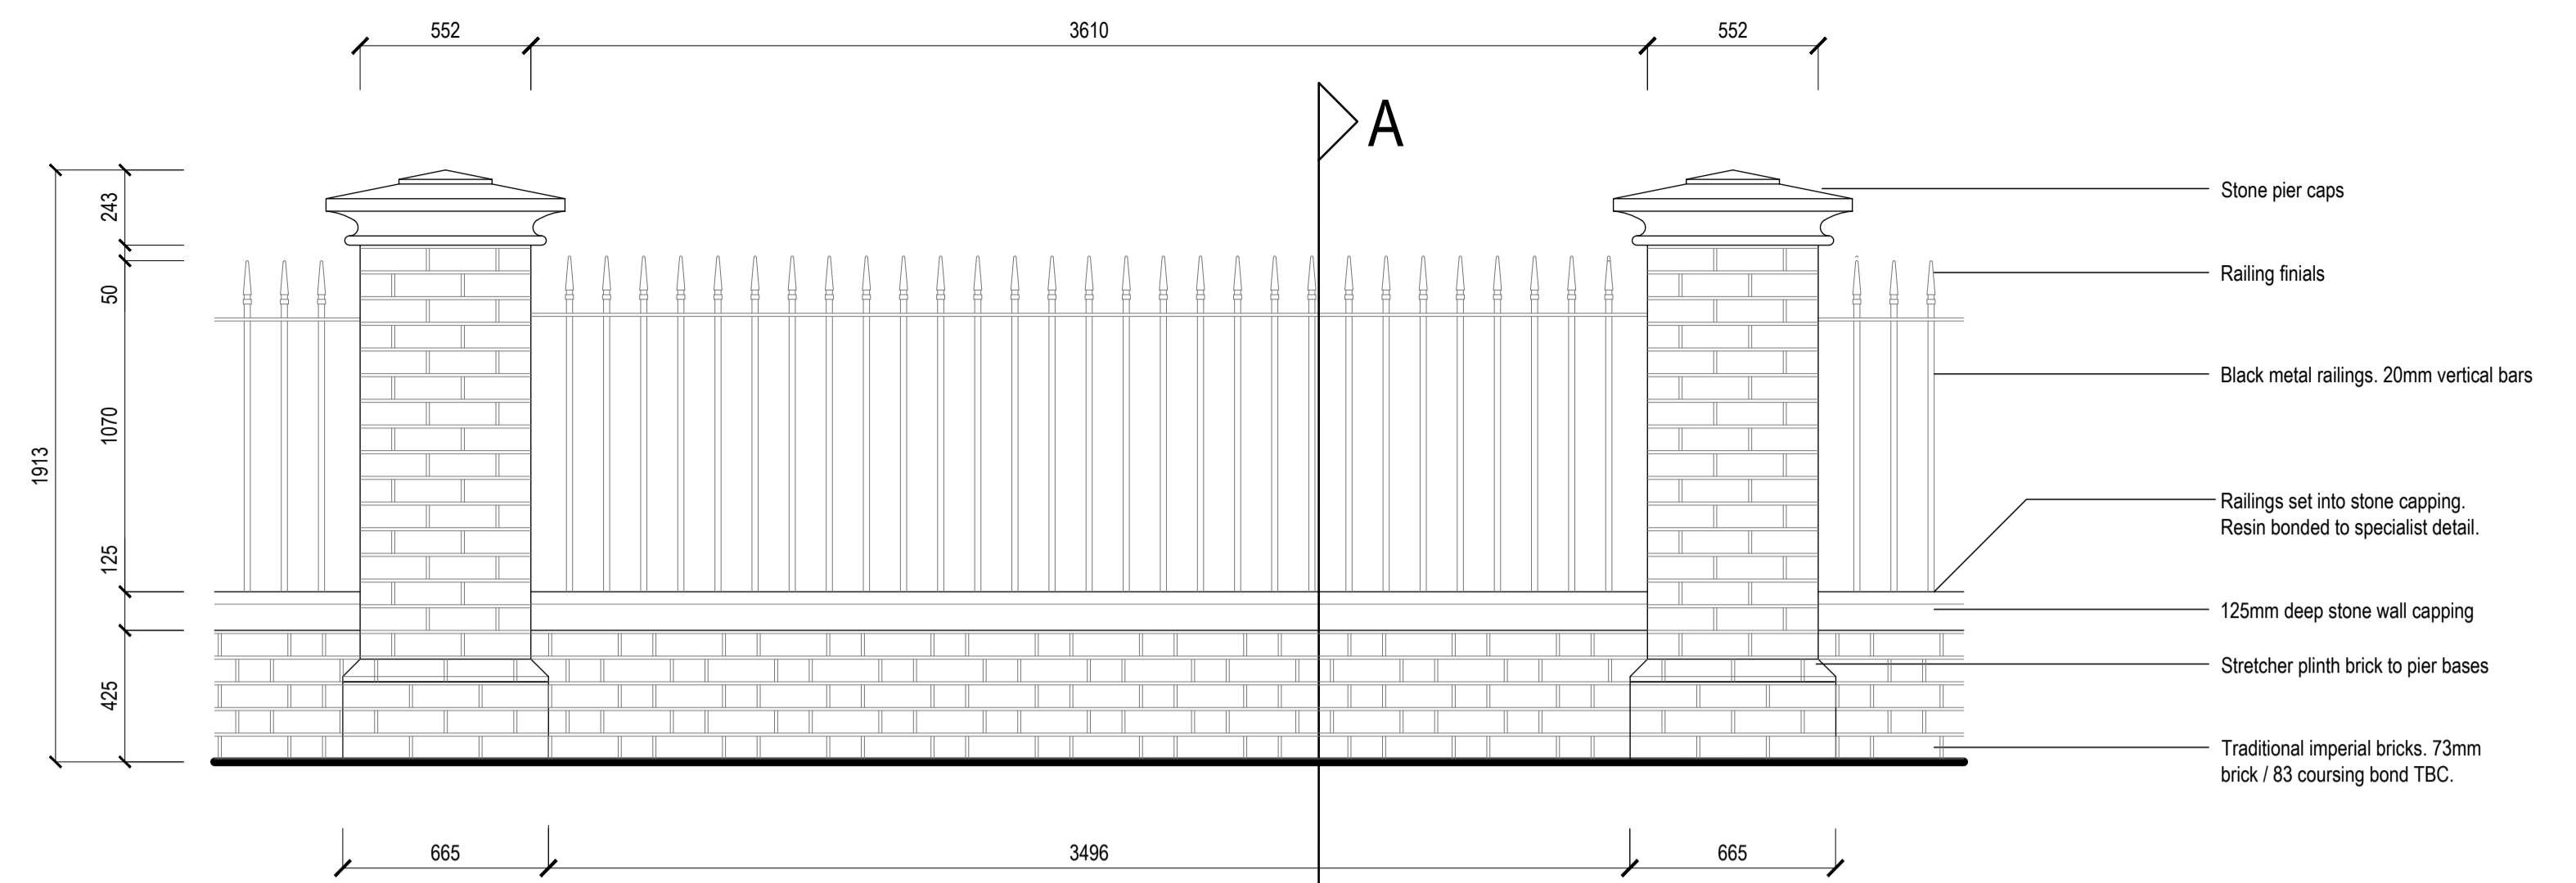 552
3610
552
A
243
50
1070
1913
125
425
Stone pier caps
Railing finials
Black metal railings. 20mm vertical bars
Railings set into stone capping.
Resin bonded to specialist detail.
125mm deep stone wall capping
Stretcher plinth brick to pier bases
Traditional imperial bricks. 73mm
brick / 83 coursing bond TBC.
665
3496
665